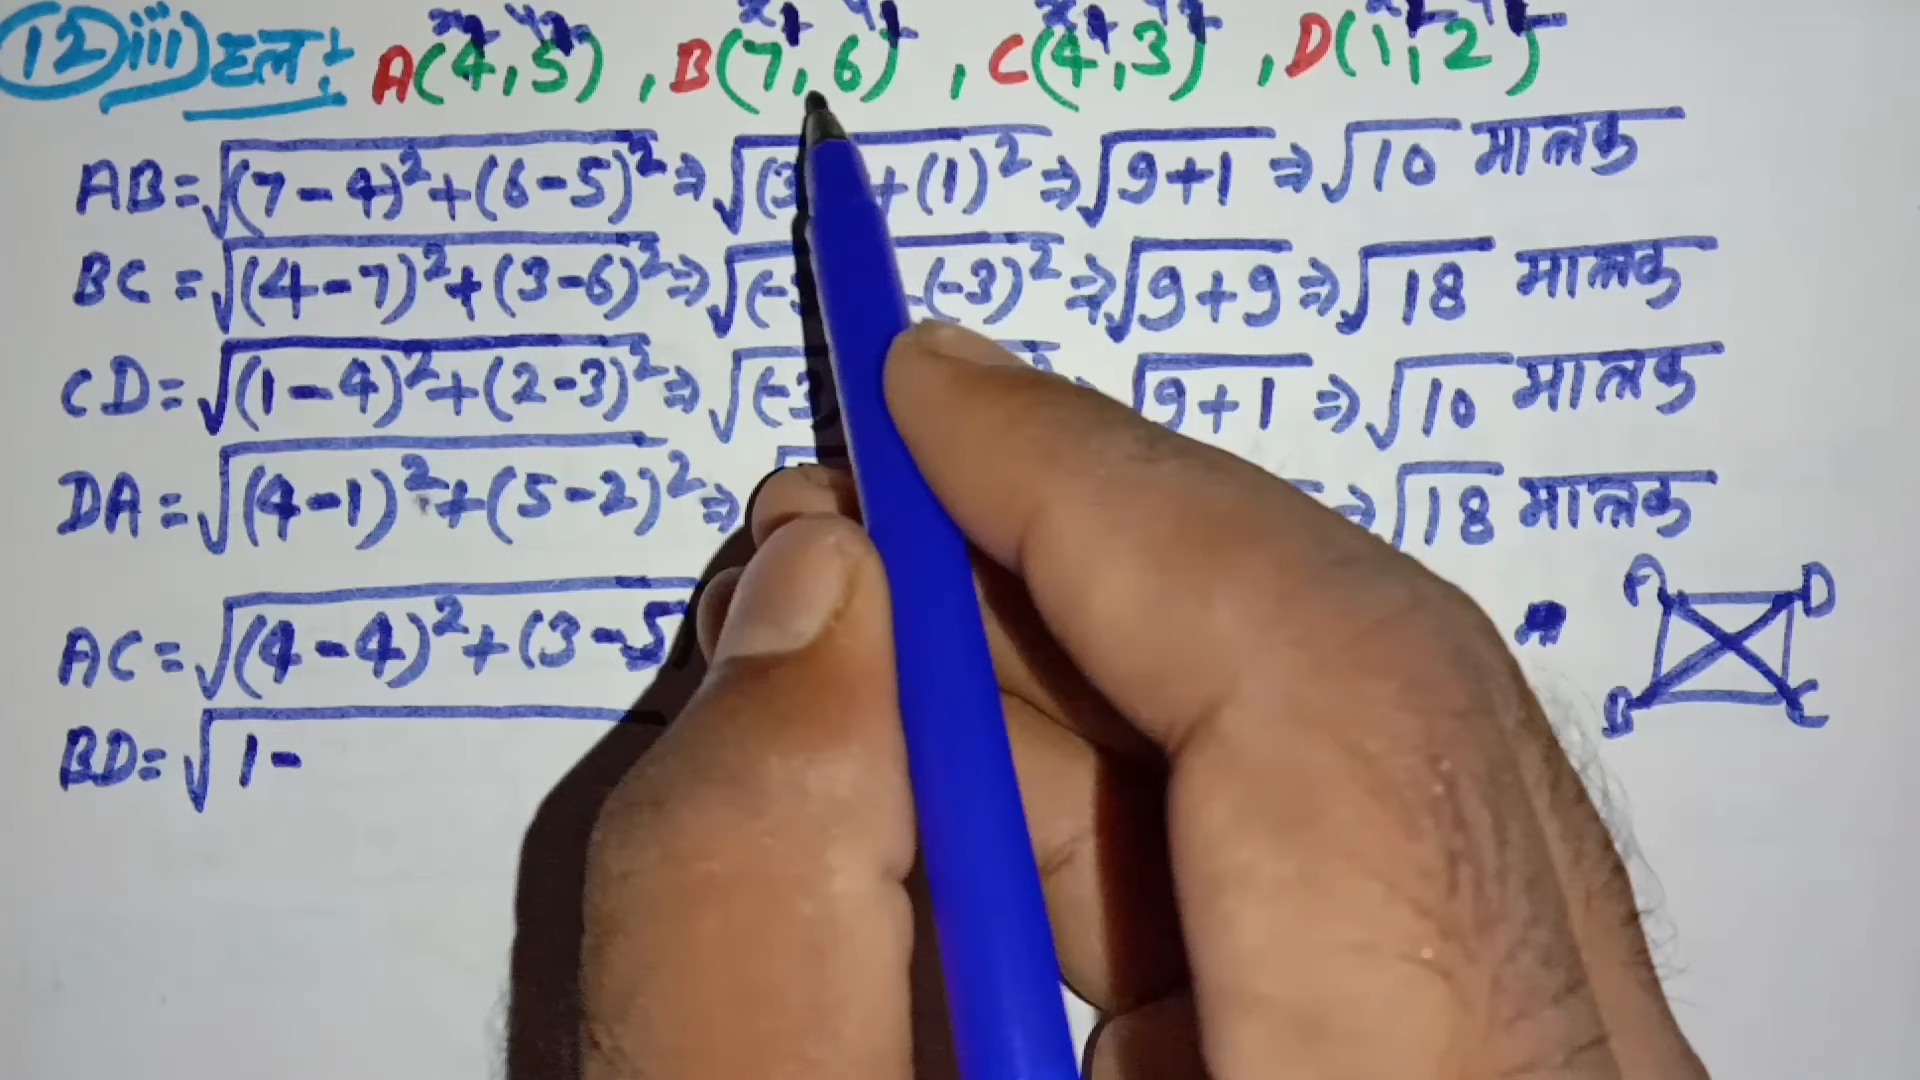 12 iii) हल: A(4,5), B(7,6), C(4,3), D(1,2)
AB=√(7-4)²+(6-5)² ⇒ √(3 +(1)² ⇒ √9+1 ⇒ √10 मात्रक
BC=√(4-7)²+(3-6)² ⇒ √(-3 (-3)² ⇒ √9+9 ⇒ √18 मात्रक
CD=√(1-4)²+(2-3)² ⇒ √(-3 √9+1 ⇒ √10 मात्रक
DA=√(4-1)²+(5-2)² ⇒ ⇒ √18 मात्रक
A D
AC=√(4-4)²+(3-5
B C
BD=√1-